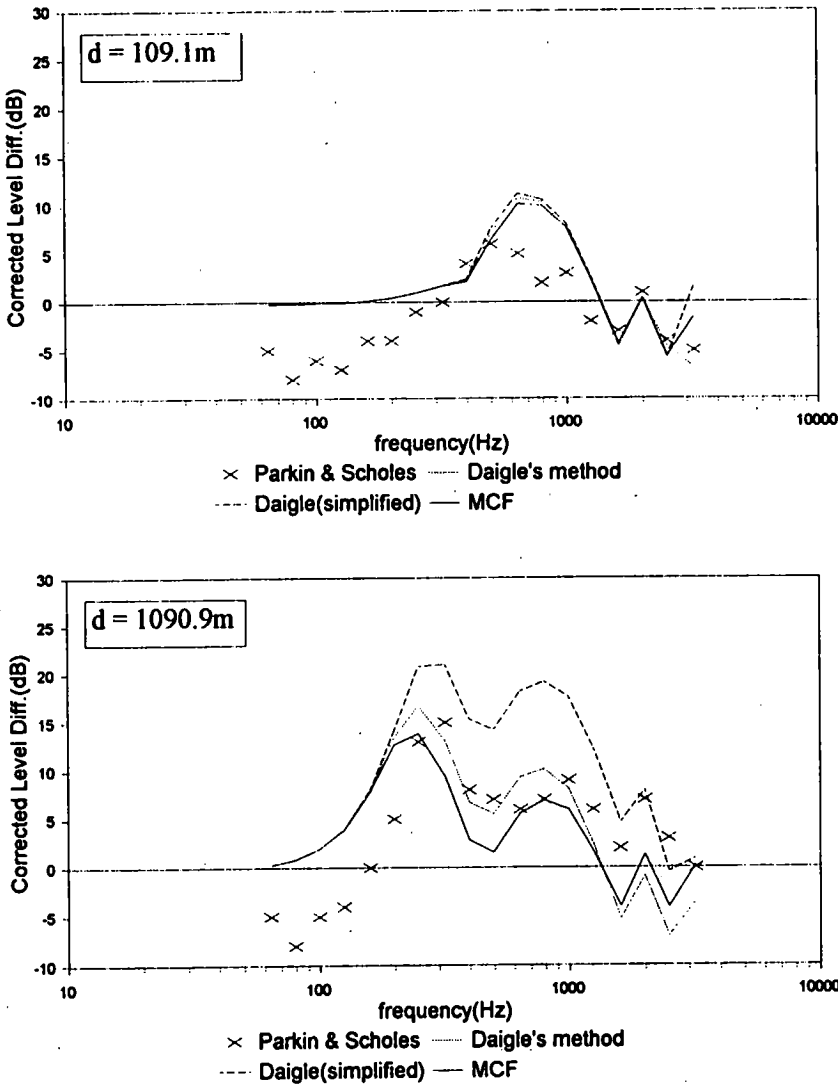 30
25
20
15
10
5
0
-5
-10
Corrected Level Diff.(dB)
d = 109.1m
10 100 1000 10000
frequency(Hz)
× Parkin & Scholes ······ Daigle's method
---- Daigle(simplified) — MCF
30
25
20
15
10
5
0
-5
-10
Corrected Level Diff.(dB)
d = 1090.9m
10 100 1000 10000
frequency(Hz)
× Parkin & Scholes ······ Daigle's method
---- Daigle(simplified) — MCF